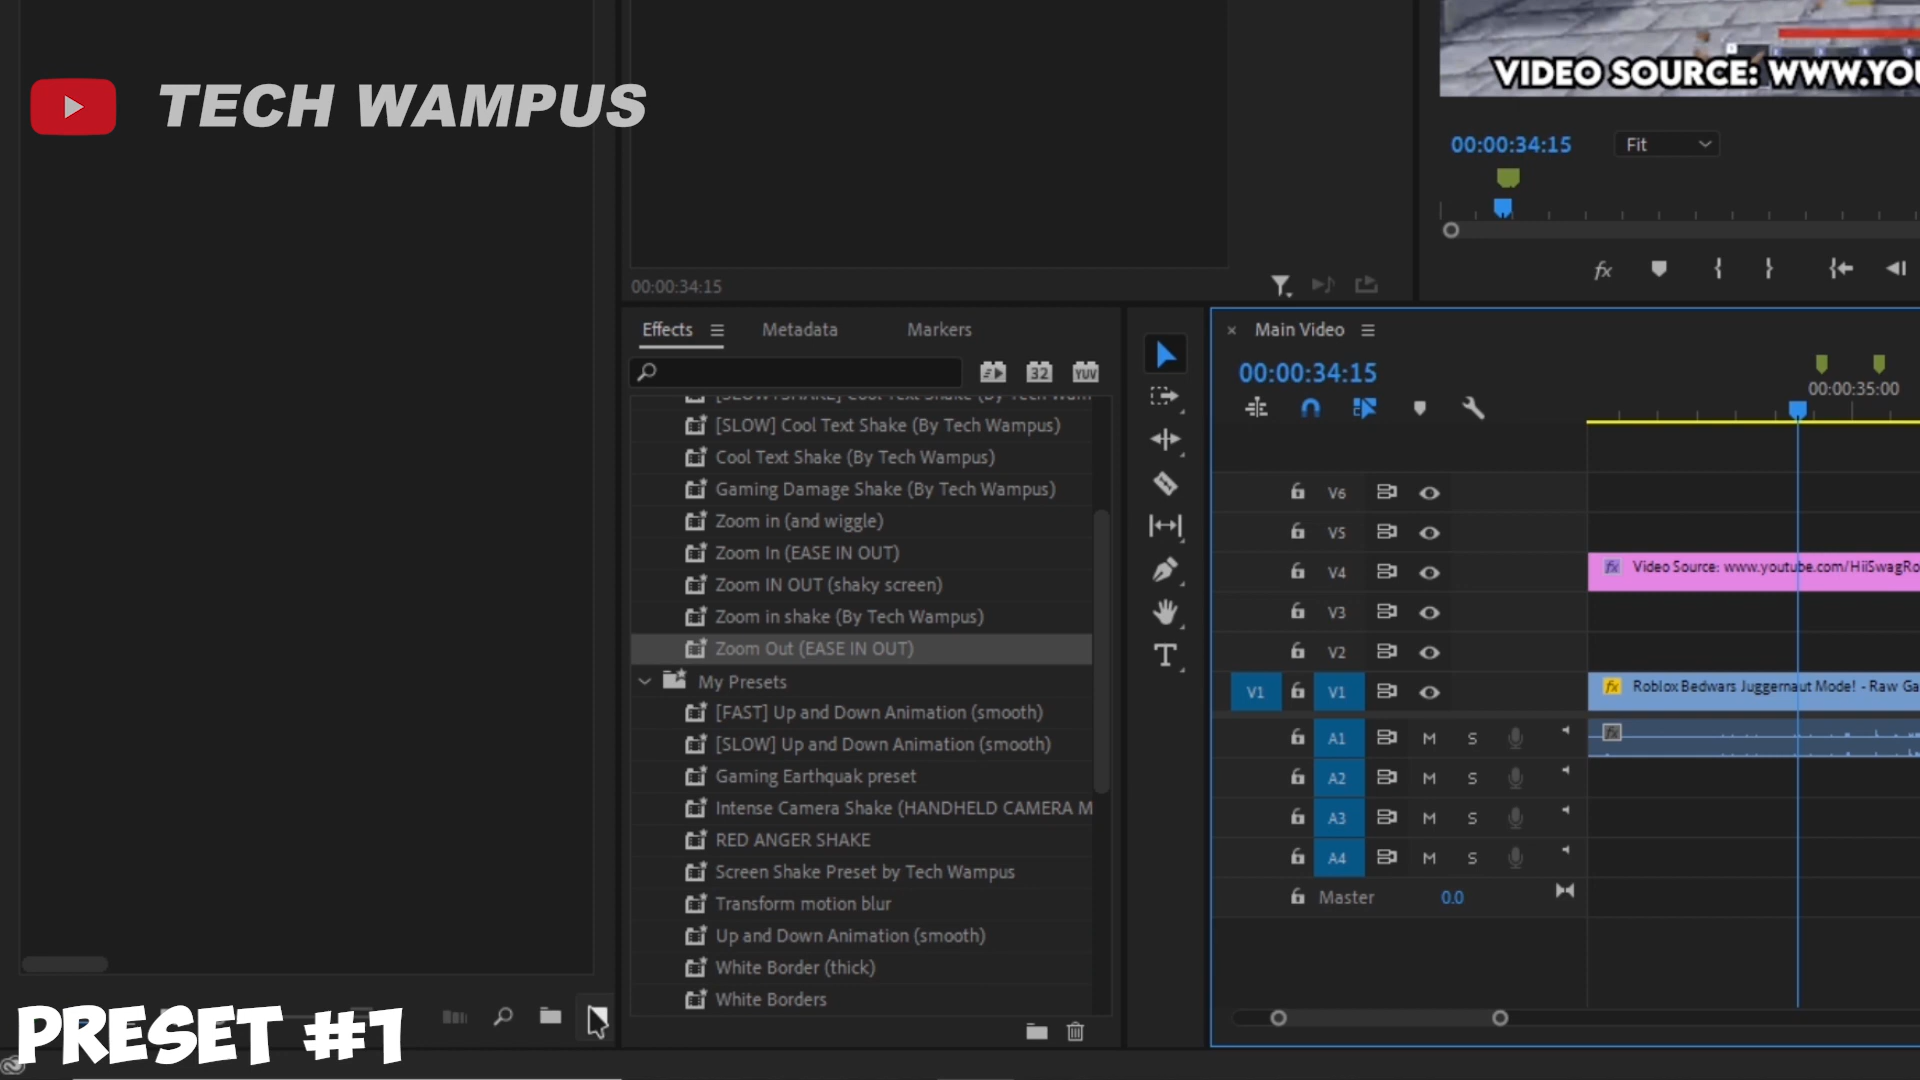 TECH WAMPUS
VIDEO SOURCE: WWW.YOU
00:00:34:15
Fit
00:00:34:15
Effects
Metadata
Markers
32
YUV
[SLOW] Cool Text Shake (By Tech Wampus)
Cool Text Shake (By Tech Wampus)
Gaming Damage Shake (By Tech Wampus)
Zoom in (and wiggle)
Zoom In (EASE IN OUT)
Zoom IN OUT (shaky screen)
Zoom in shake (By Tech Wampus)
Zoom Out (EASE IN OUT)
My Presets
[FAST] Up and Down Animation (smooth)
[SLOW] Up and Down Animation (smooth)
Gaming Earthquak preset
Intense Camera Shake (HANDHELD CAMERA M
RED ANGER SHAKE
Screen Shake Preset by Tech Wampus
Transform motion blur
Up and Down Animation (smooth)
White Border (thick)
White Borders
Main Video
00:00:34:15
00:00:35:00
V6
V5
V4
fx Video Source: www.youtube.com/HiiSwagRo
V3
V2
V1 V1
fx Roblox Bedwars Juggernaut Mode! - Raw Ga
A1 M S
fx
A2 M S
A3 M S
A4 M S
Master 0.0
PRESET #1